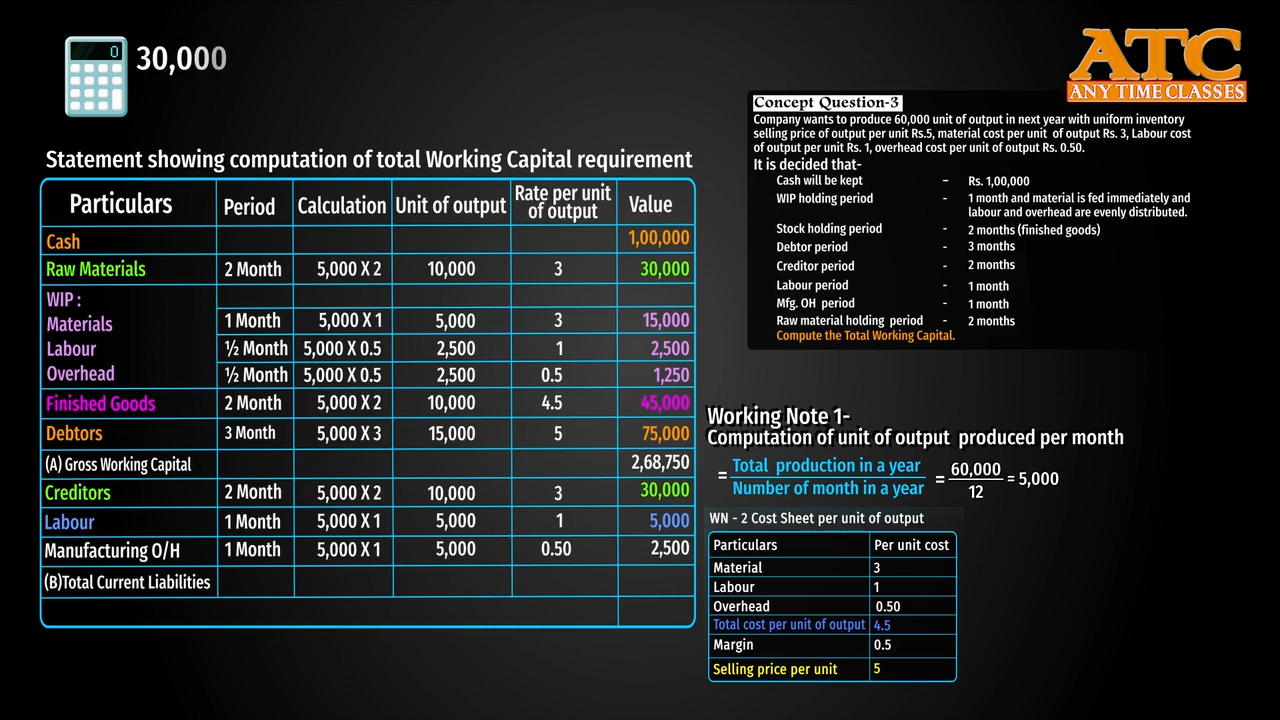 0
30,000
ATC
ANY TIME CLASSES
Concept Question-3
Company wants to produce 60,000 unit of output in next year with uniform inventory
selling price of output per unit Rs.5, material cost per unit of output Rs. 3, Labour cost
of output per unit Rs. 1, overhead cost per unit of output Rs. 0.50.
It is decided that-
Cash will be kept - Rs. 1,00,000
WIP holding period - 1 month and material is fed immediately and
labour and overhead are evenly distributed.
Stock holding period - 2 months (finished goods)
Debtor period - 3 months
Creditor period - 2 months
Labour period - 1 month
Mfg. OH period - 1 month
Raw material holding period - 2 months
Compute the Total Working Capital.
Statement showing computation of total Working Capital requirement
Particulars Period Calculation Unit of output Rate per unit of output Value
Cash 1,00,000
Raw Materials 2 Month 5,000 X 2 10,000 3 30,000
WIP :
Materials 1 Month 5,000 X 1 5,000 3 15,000
Labour ½ Month 5,000 X 0.5 2,500 1 2,500
Overhead ½ Month 5,000 X 0.5 2,500 0.5 1,250
Finished Goods 2 Month 5,000 X 2 10,000 4.5 45,000
Debtors 3 Month 5,000 X 3 15,000 5 75,000
(A) Gross Working Capital 2,68,750
Creditors 2 Month 5,000 X 2 10,000 3 30,000
Labour 1 Month 5,000 X 1 5,000 1 5,000
Manufacturing O/H 1 Month 5,000 X 1 5,000 0.50 2,500
(B)Total Current Liabilities
Working Note 1-
Computation of unit of output produced per month
= Total production in a year / Number of month in a year = 60,000 / 12 = 5,000
WN - 2 Cost Sheet per unit of output
Particulars Per unit cost
Material 3
Labour 1
Overhead 0.50
Total cost per unit of output 4.5
Margin 0.5
Selling price per unit 5